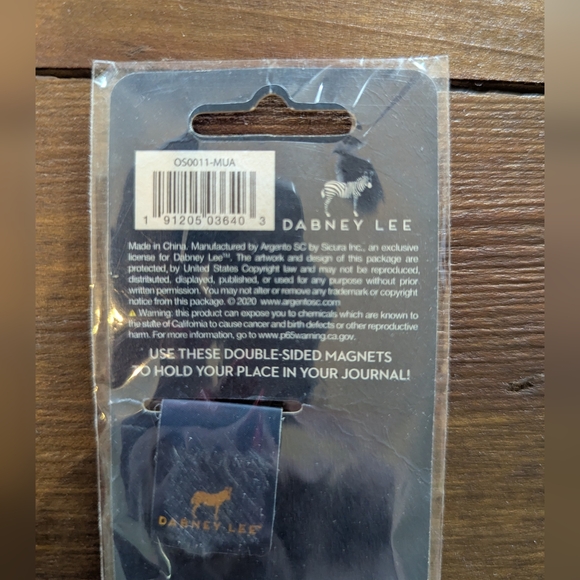 OS0011-MUA
1 91205 03640 3
DABNEY LEE
Made in China. Manufactured by Argento SC by Sicura Inc., an exclusive
license for Dabney Lee™. The artwork and design of this package are
protected by United States Copyright law and may not be reproduced,
distributed, displayed, published, or used for any purpose without prior
written permission. You may not alter or remove any trademark or copyright
notice from this package. © 2020 www.argentosc.com
⚠ Warning: this product can expose you to chemicals which are known to
the state of California to cause cancer and birth defects or other reproductive
harm. For more information, go to www.p65warning.ca.gov.
USE THESE DOUBLE-SIDED MAGNETS
TO HOLD YOUR PLACE IN YOUR JOURNAL!
DABNEY LEE